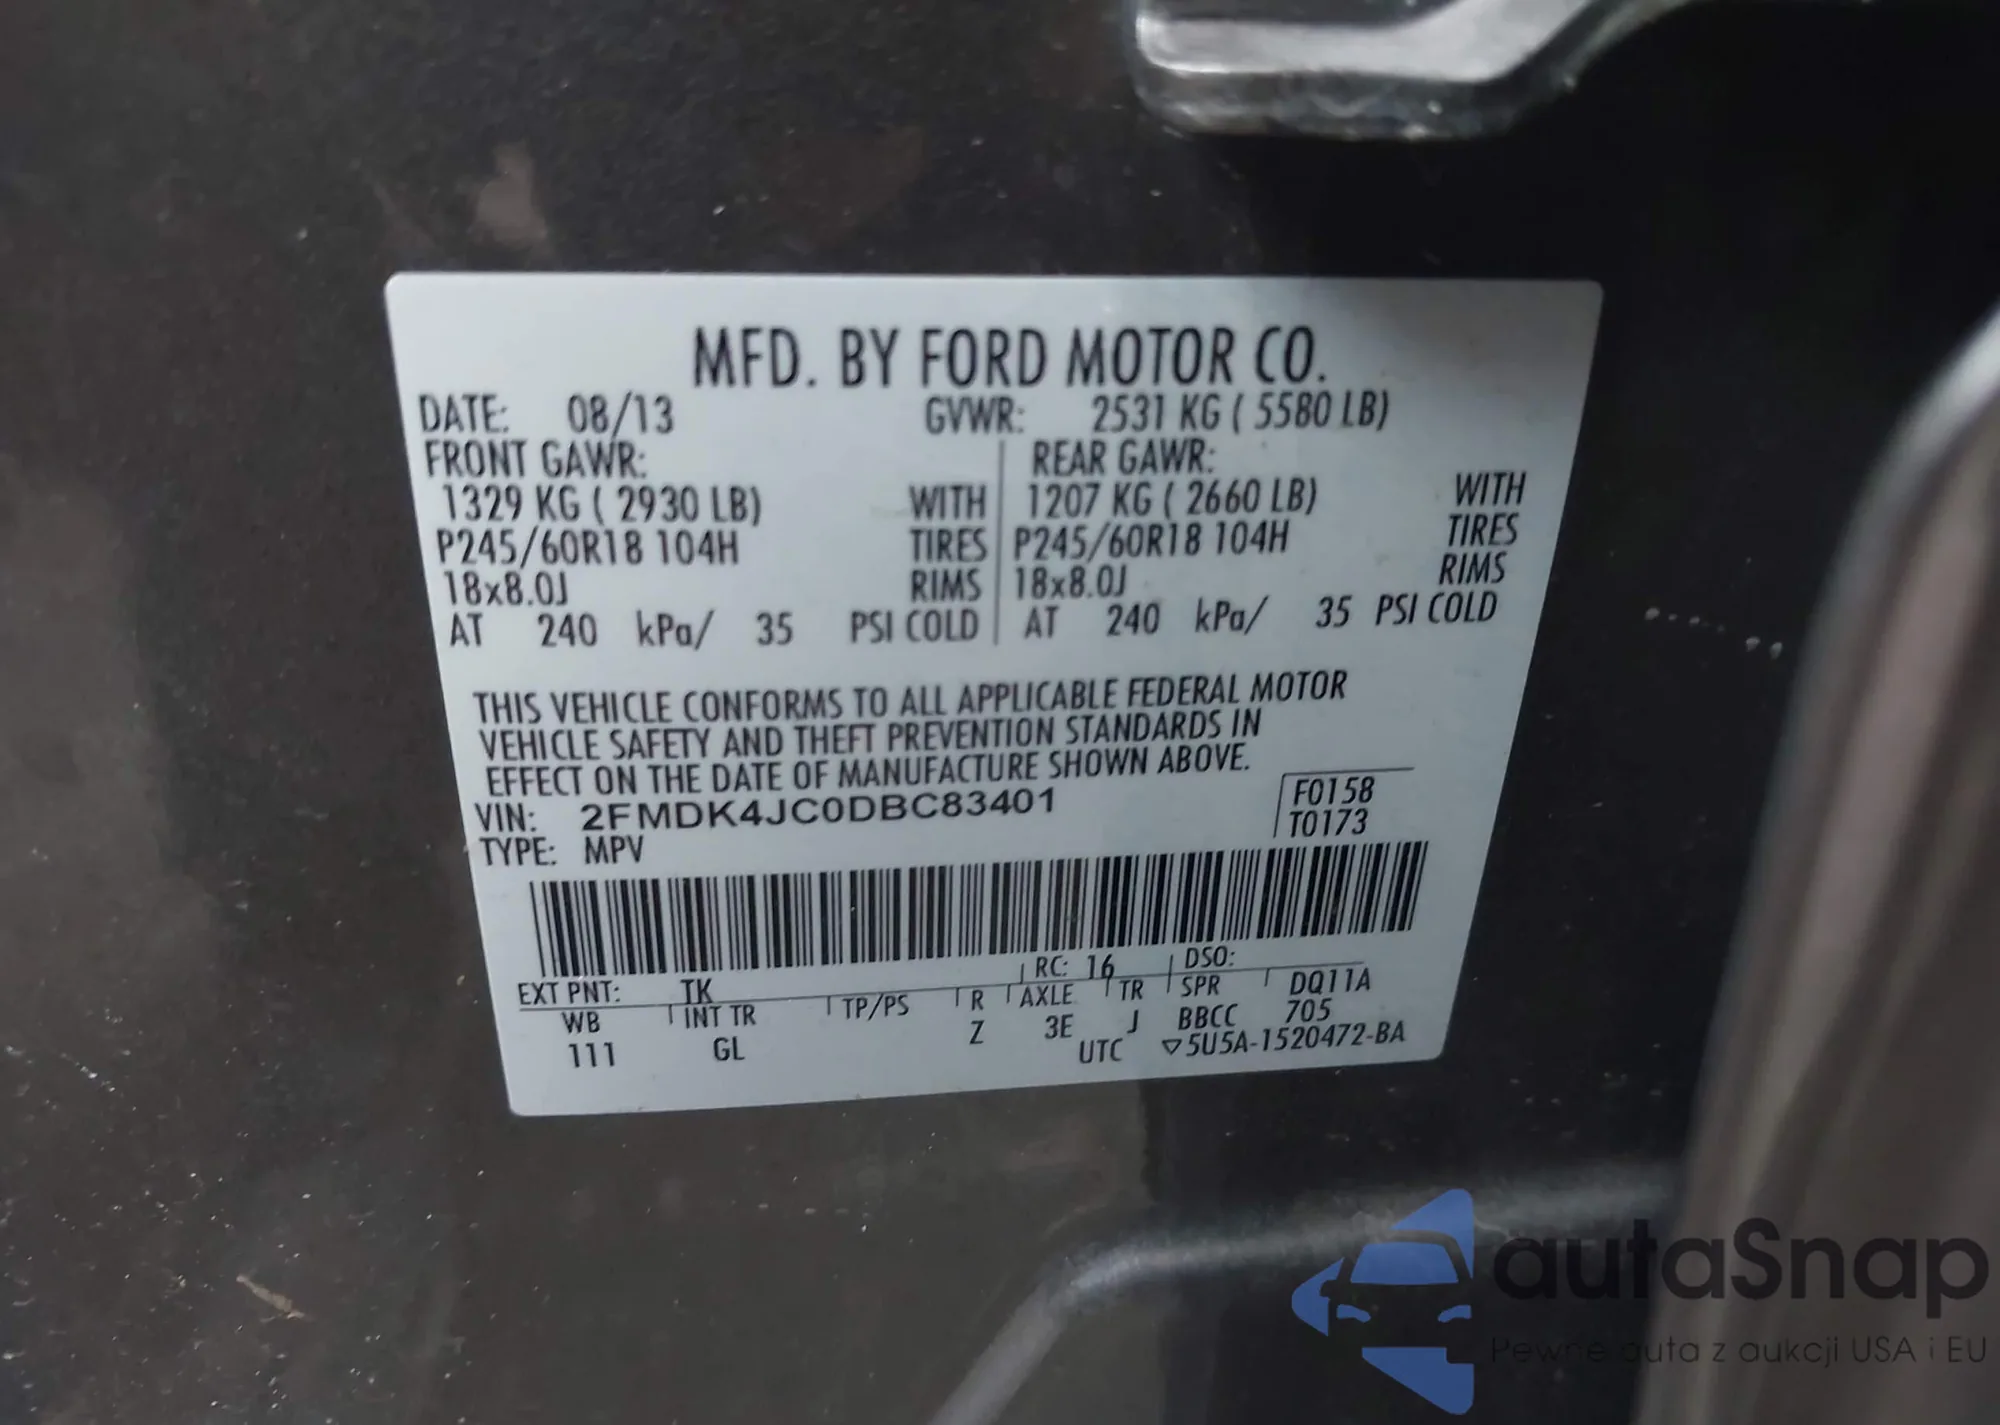 MFD. BY FORD MOTOR CO.
DATE: 08/13 GVWR: 2531 KG ( 5580 LB)
FRONT GAWR: REAR GAWR:
1329 KG ( 2930 LB) WITH 1207 KG ( 2660 LB) WITH
P245/60R18 104H TIRES P245/60R18 104H TIRES
18x8.0J RIMS 18x8.0J RIMS
AT 240 kPa/ 35 PSI COLD AT 240 kPa/ 35 PSI COLD
THIS VEHICLE CONFORMS TO ALL APPLICABLE FEDERAL MOTOR
VEHICLE SAFETY AND THEFT PREVENTION STANDARDS IN
EFFECT ON THE DATE OF MANUFACTURE SHOWN ABOVE.
VIN: 2FMDK4JC0DBC83401 F0158
TYPE: MPV T0173
EXT PNT: TK RC: 16 DSO:
WB INT TR TP/PS R AXLE TR SPR DQ11A
111 GL Z 3E J BBCC 705
UTC ▽5U5A-1520472-BA
autaSnap
Pewne auta z aukcji USA i EU